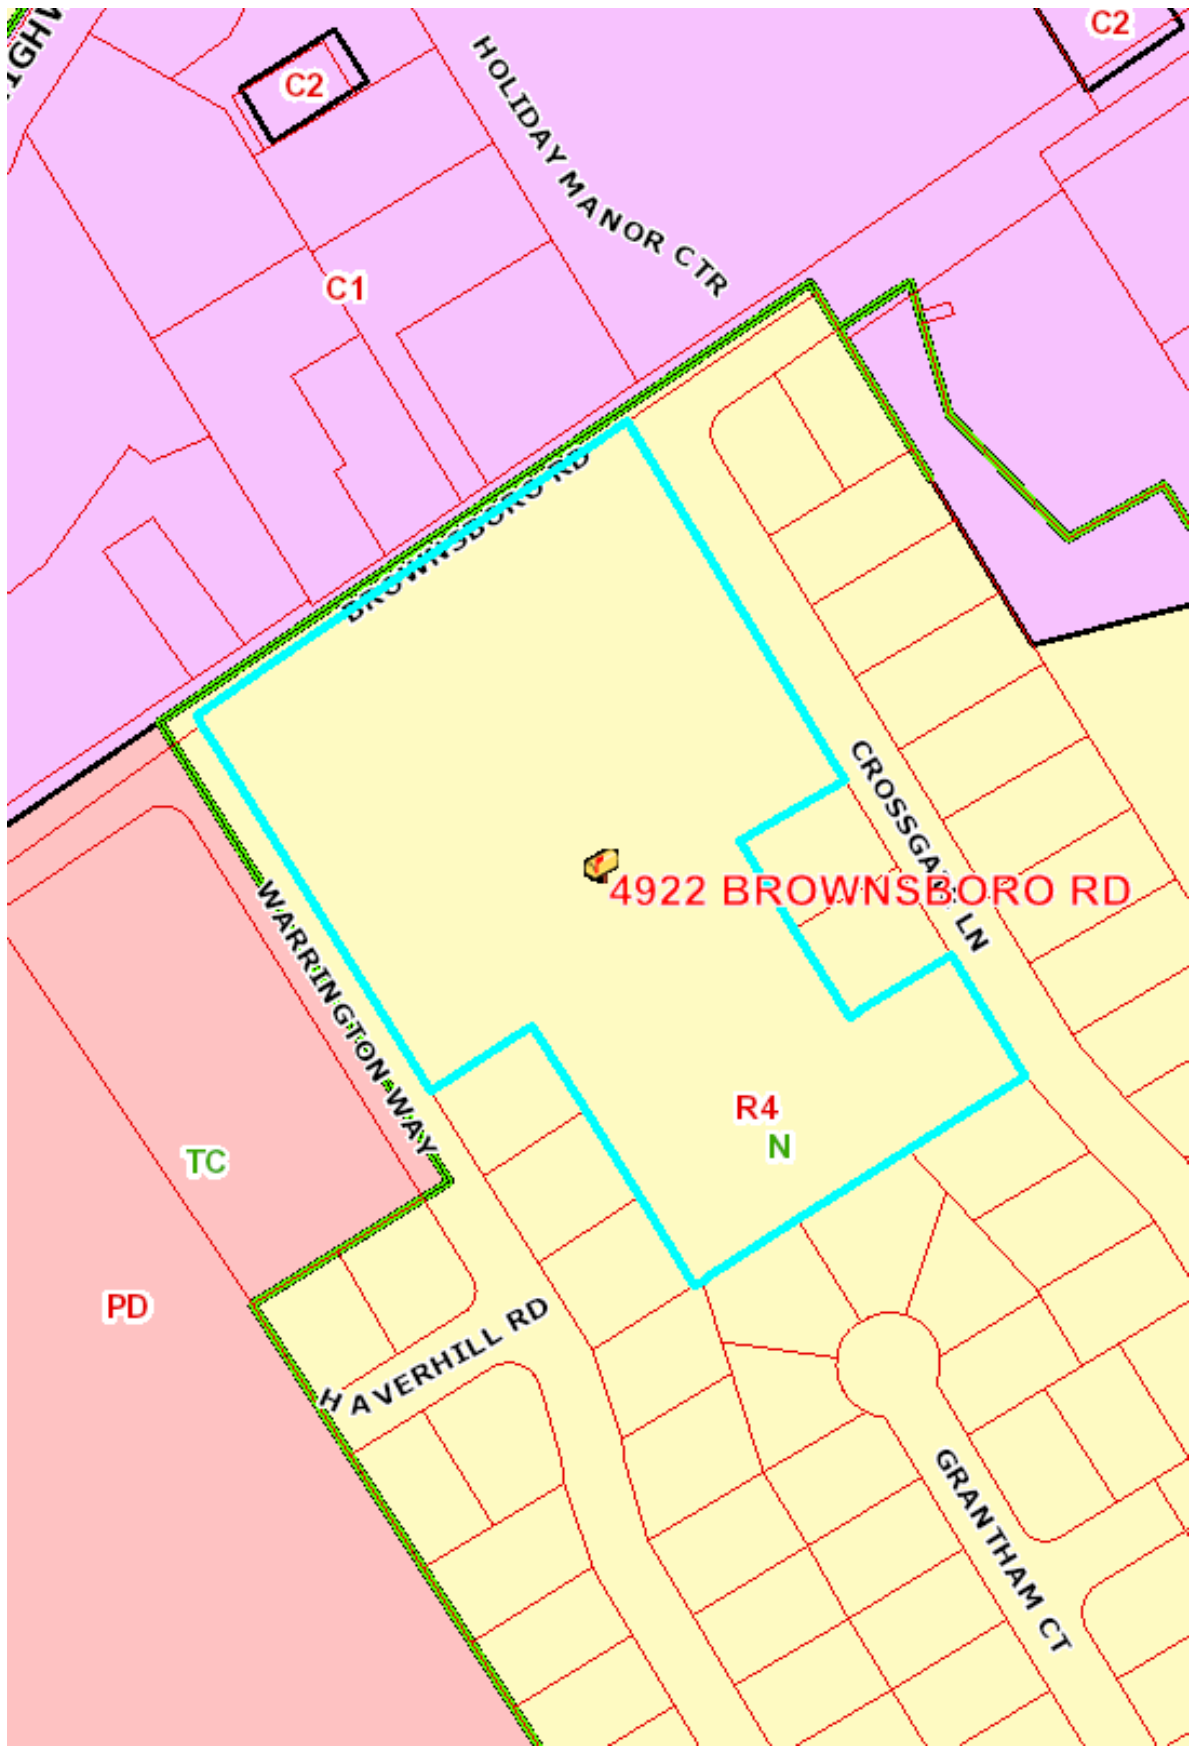 C2
HOLIDAY MANOR CTR
C2
C1
BROWNSBORO RD
CROSSGATE LN
4922 BROWNSBORO RD
WARRINGTON WAY
R4
N
TC
PD
HAVERHILL RD
GRANTHAM CT